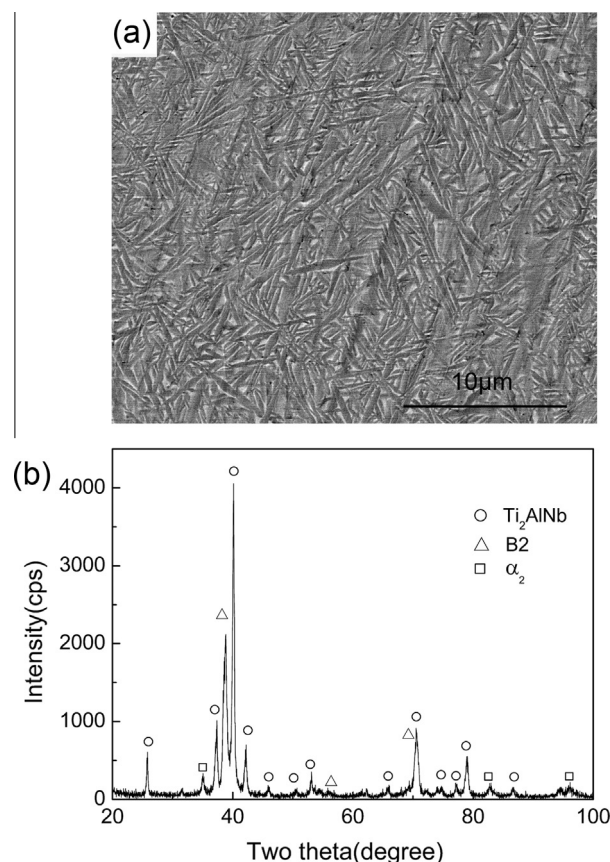 (a)
10μm
(b)
Intensity(cps)
4000
3000
2000
1000
0
20
40
60
80
100
Two theta(degree)
Ti₂AlNb
B2
α₂